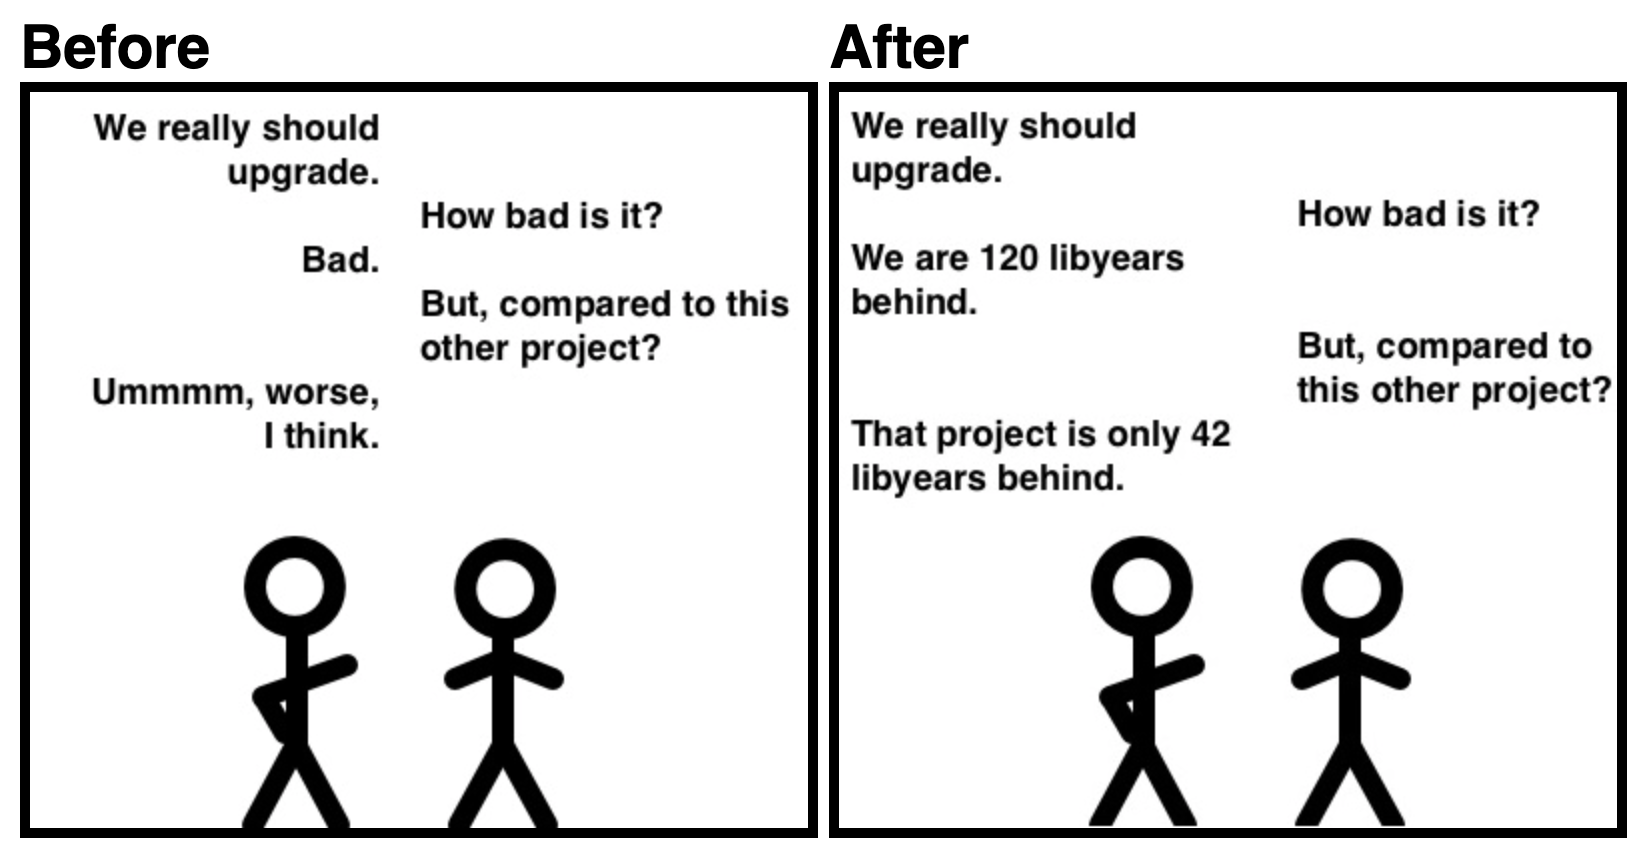 Before
We really should
upgrade.
How bad is it?
Bad.
But, compared to this
other project?
Ummmm, worse,
I think.
After
We really should
upgrade.
How bad is it?
We are 120 libyears
behind.
But, compared to
this other project?
That project is only 42
libyears behind.